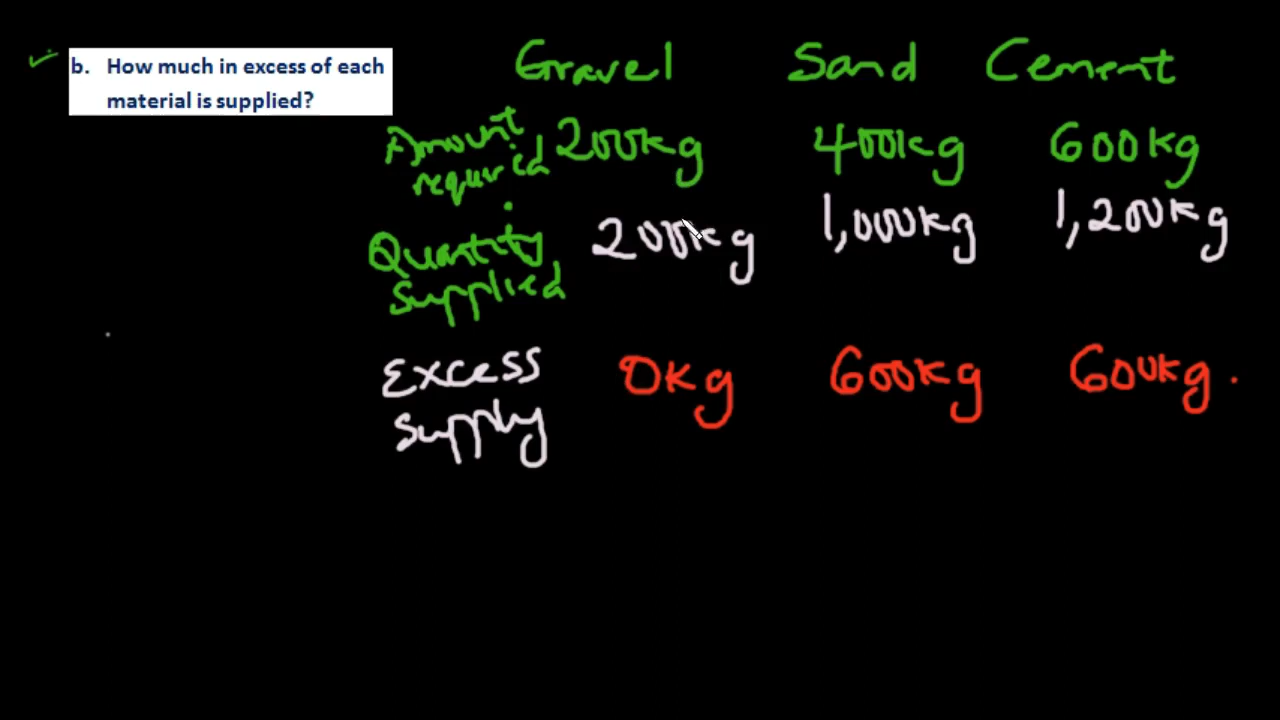 b. How much in excess of each
material is supplied?
Gravel Sand Cement
Amount
required 200kg 400kg 600kg
Quantity
supplied 200kg 1,000kg 1,200kg
Excess
supply 0kg 600kg 600kg.